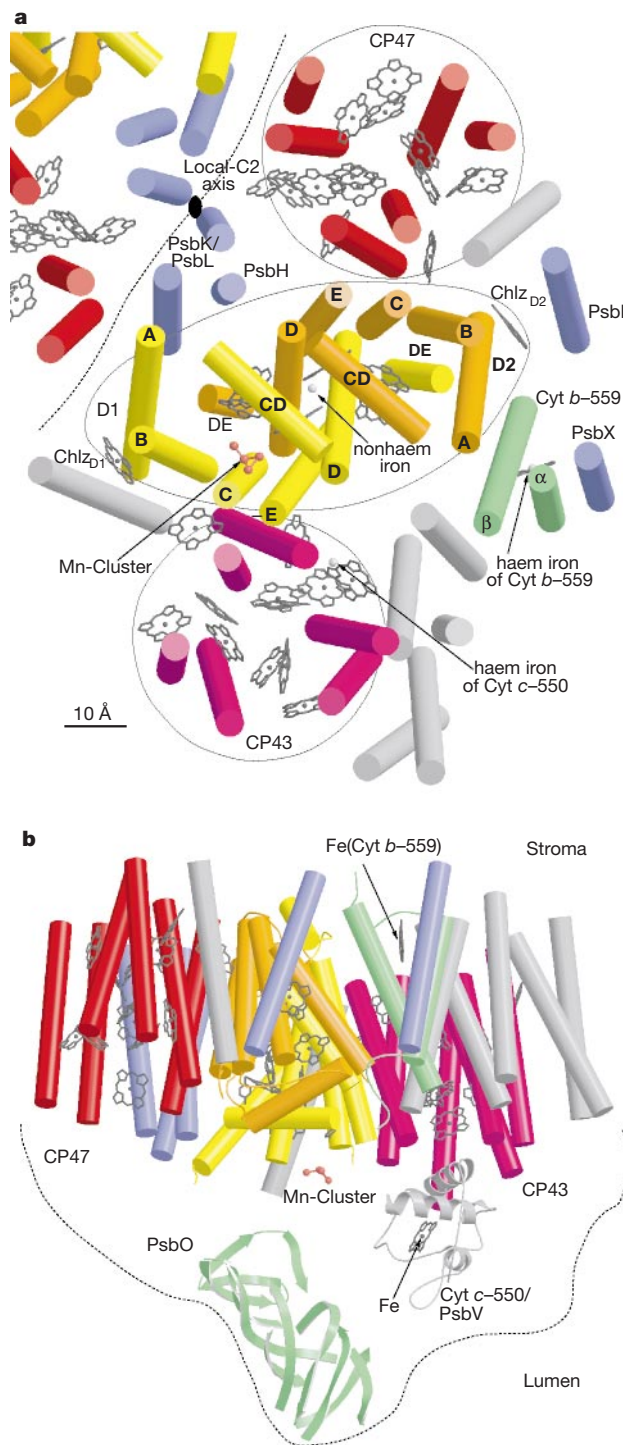 a
CP47
Local-C2
axis
PsbK/
PsbL
PsbH
Chlz D2
PsbI
E
C
B
D
A
DE
D2
D1
CD
CD
DE
Cyt b–559
B
nonhaem
iron
A
PsbX
Chlz D1
C
D
E
α
β
Mn-Cluster
haem iron
of Cyt b–559
haem iron
of Cyt c–550
10 Å
CP43
b
Fe(Cyt b–559)
Stroma
CP47
Mn-Cluster
CP43
PsbO
Fe
Cyt c–550/
PsbV
Lumen